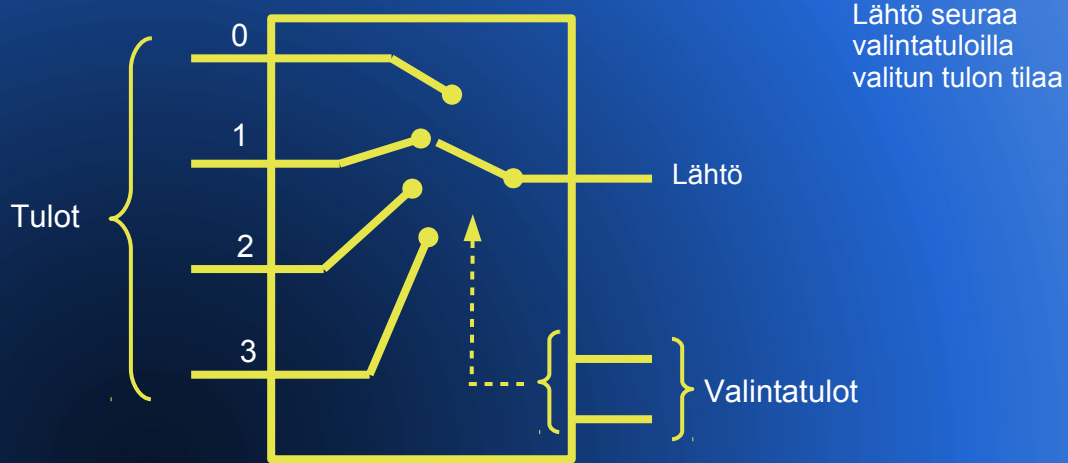 Lähtö seuraa
valintatuloilla
valitun tulon tilaa
0
1
Lähtö
Tulot
2
3
Valintatulot